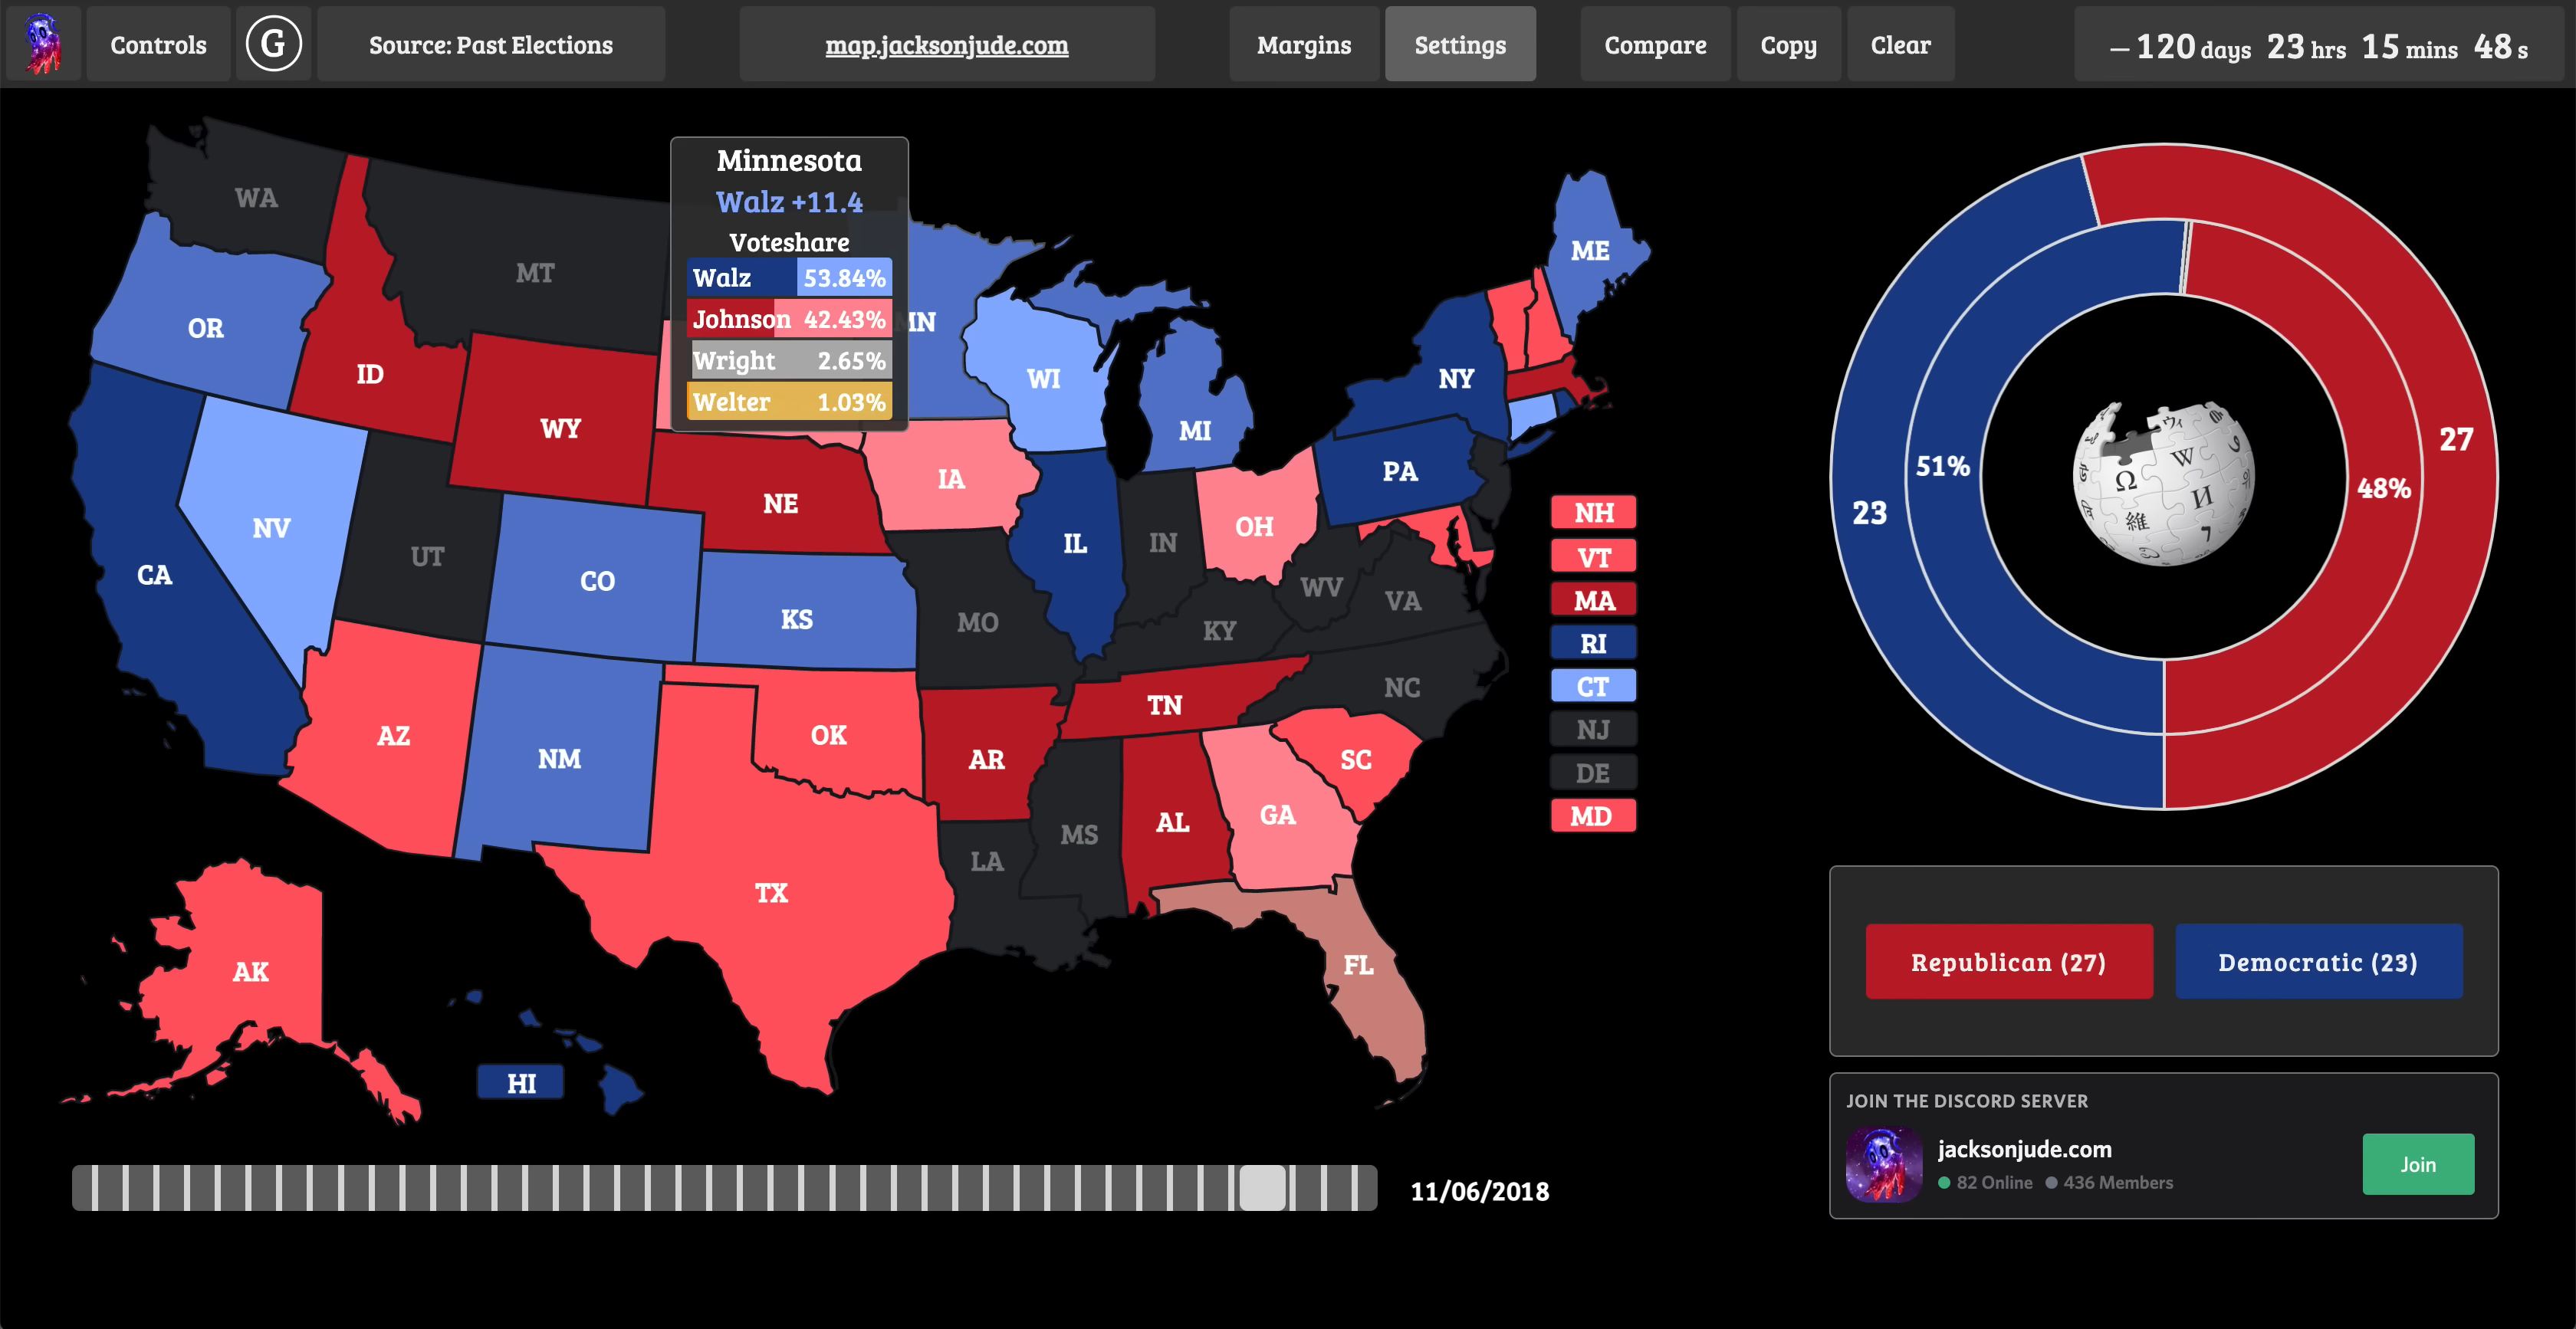 Controls
G
Source: Past Elections
map.jacksonjude.com
Margins
Settings
Compare
Copy
Clear
– 120 days 23 hrs 15 mins 48 s
Minnesota
Walz +11.4
Voteshare
Walz 53.84%
Johnson 42.43%
Wright 2.65%
Welter 1.03%
WA
MT
ME
OR
MN
ID
WI
NY
WY
MI
PA
IA
NE
NV
OH
IL
IN
UT
CA
CO
KS
WV
VA
MO
KY
NC
TN
AZ
OK
NM
AR
SC
GA
AL
MS
LA
TX
FL
AK
HI
NH
VT
MA
RI
CT
NJ
DE
MD
11/06/2018
23
51%
48%
27
Ω
W
И
維
7
Republican (27)
Democratic (23)
JOIN THE DISCORD SERVER
jacksonjude.com
82 Online
436 Members
Join